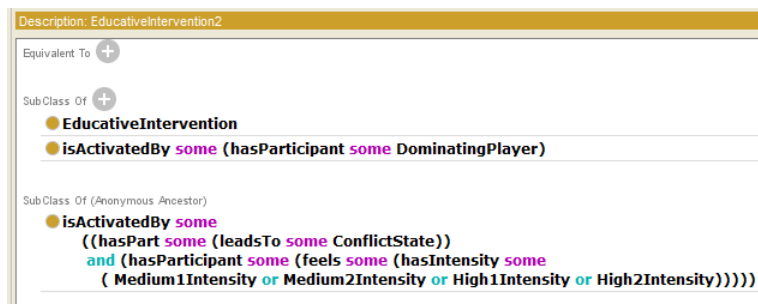 Description: EducativeIntervention2
Equivalent To
SubClass Of
EducativeIntervention
isActivatedBy some (hasParticipant some DominatingPlayer)
SubClass Of (Anonymous Ancestor)
isActivatedBy some
((hasPart some (leadsTo some ConflictState))
and (hasParticipant some (feels some (hasIntensity some
( Medium1Intensity or Medium2Intensity or High1Intensity or High2Intensity)))))